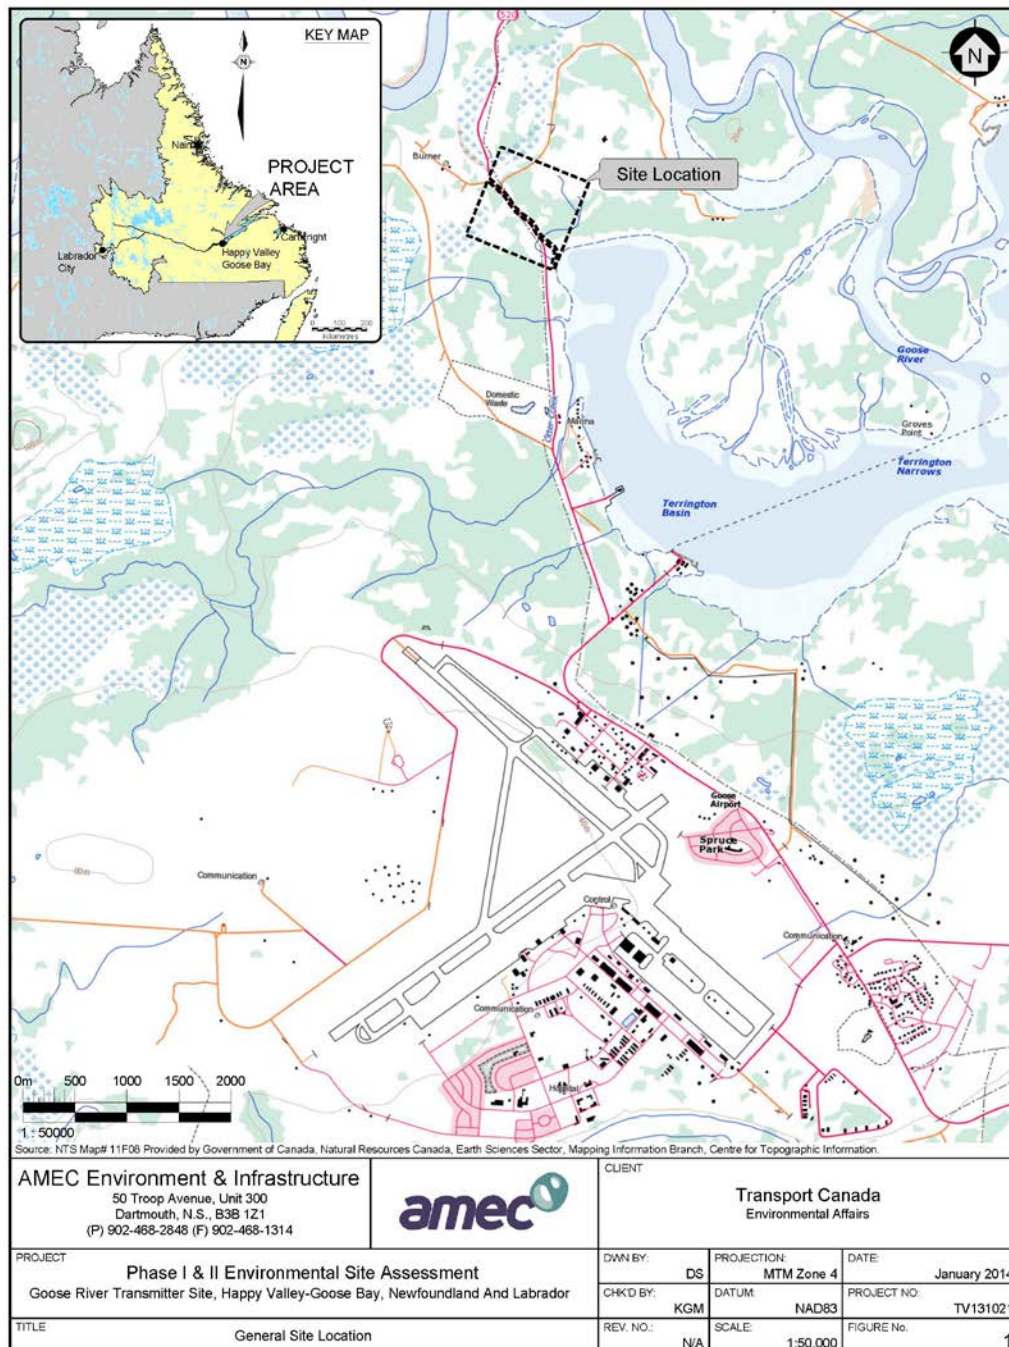 KEY MAP
N
Nain
PROJECT
AREA
Cartwright
Labrador
City
Happy Valley
Goose Bay
0 100 200
Kilometres
520
N
Burner
Site Location
Goose
River
Domestic
Waste
Marina
Groves
Point
Terrington
Narrows
Terrington
Basin
Goose
Airport
Spruce
Park
Communication
Control
Communication
Communication
Hospital
0m 500 1000 1500 2000
1 : 50000
Source: NTS Map# 11F08 Provided by Government of Canada, Natural Resources Canada, Earth Sciences Sector, Mapping Information Branch, Centre for Topographic Information.
AMEC Environment & Infrastructure
50 Troop Avenue, Unit 300
Dartmouth, N.S., B3B 1Z1
(P) 902-468-2848 (F) 902-468-1314
amec
CLIENT
Transport Canada
Environmental Affairs
PROJECT
Phase I & II Environmental Site Assessment
Goose River Transmitter Site, Happy Valley-Goose Bay, Newfoundland And Labrador
DWN BY:
DS
PROJECTION:
MTM Zone 4
DATE:
January 2014
CHK'D BY:
KGM
DATUM:
NAD83
PROJECT NO:
TV131021
TITLE
General Site Location
REV. NO.:
N/A
SCALE:
1:50,000
FIGURE No.
1